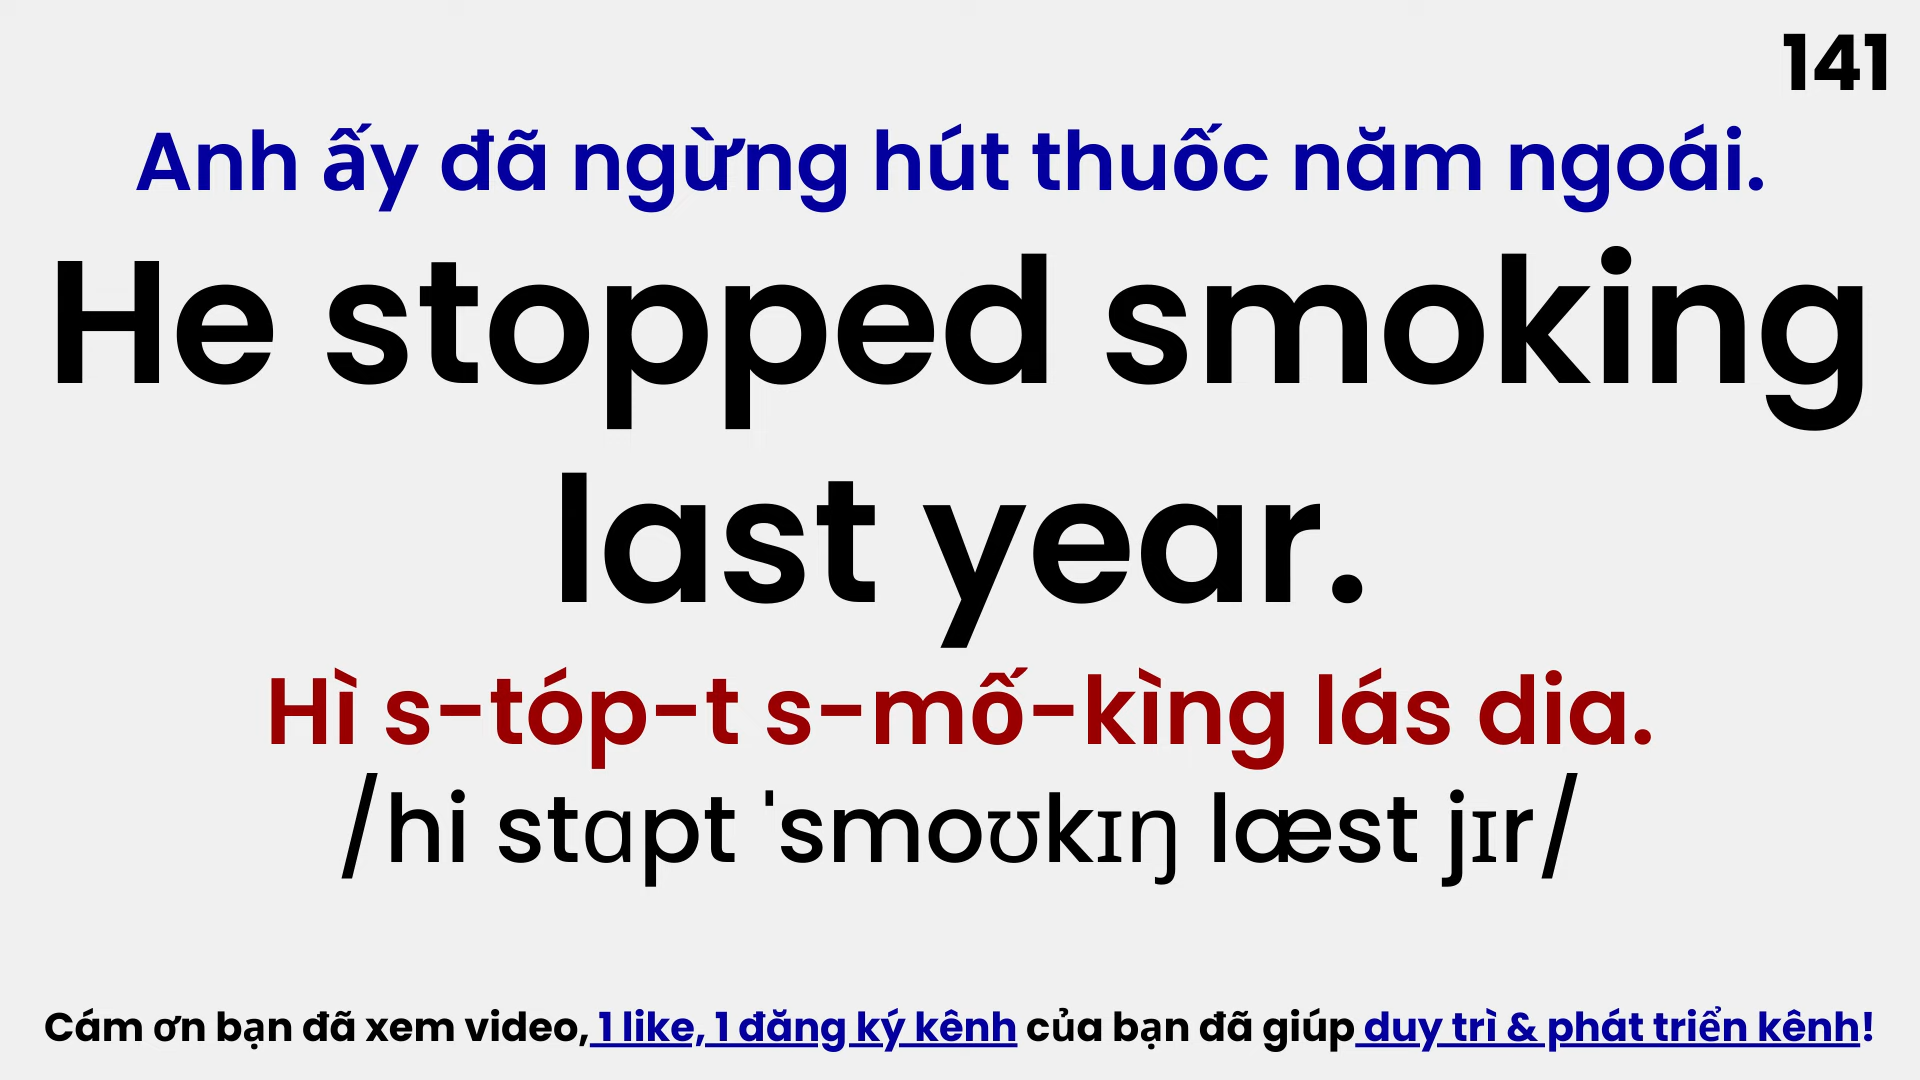 141
Anh ấy đã ngừng hút thuốc năm ngoái.
He stopped smoking
last year.
Hì s-tóp-t s-mố-kìng lás dia.
/hi stɑpt ˈsmoʊkɪŋ læst jɪr/
Cám ơn bạn đã xem video, 1 like, 1 đăng ký kênh của bạn đã giúp duy trì & phát triển kênh!